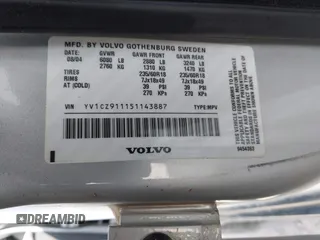 MFD. BY VOLVO GOTHENBURG SWEDEN
DATE: GVWR GAWR FRONT GAWR REAR
08/04 6090 LB 2880 LB 3240 LB
2760 KG 1310 KG 1470 KG
TIRES 235/60R18 235/60R18
RIMS 7Jx18x49 7Jx18x49
AT (COLD) 39 PSI 39 PSI
270 KPA 270 KPA
VIN YV1CZ911151143887 TYPE: MPV
VOLVO
DREAMBID